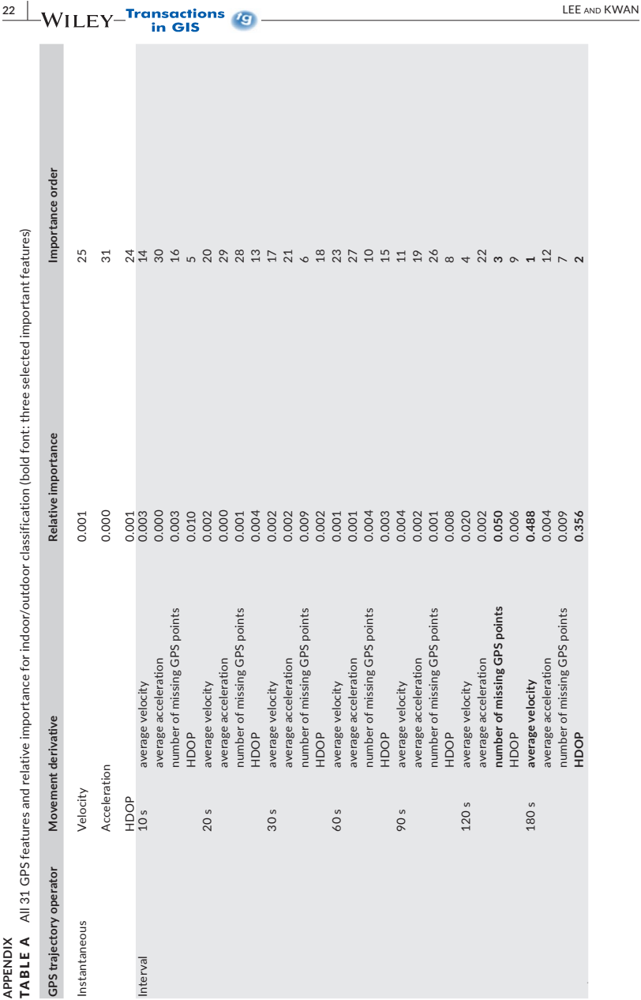 22
WILEY
Transactions
in GIS
tg
LEE AND KWAN
APPENDIX
TABLE A All 31 GPS features and relative importance for indoor/outdoor classification (bold font: three selected important features)
GPS trajectory operator Movement derivative Relative importance Importance order
Instantaneous Velocity 0.001 25
Acceleration 0.000 31
HDOP 0.001 24
Interval 10 s average velocity 0.003 14
average acceleration 0.000 30
number of missing GPS points 0.003 16
HDOP 0.010 5
20 s average velocity 0.002 20
average acceleration 0.000 29
number of missing GPS points 0.001 28
HDOP 0.004 13
30 s average velocity 0.002 17
average acceleration 0.002 21
number of missing GPS points 0.009 6
HDOP 0.002 18
60 s average velocity 0.001 23
average acceleration 0.001 27
number of missing GPS points 0.004 10
HDOP 0.003 15
90 s average velocity 0.004 11
average acceleration 0.002 19
number of missing GPS points 0.001 26
HDOP 0.008 8
120 s average velocity 0.020 4
average acceleration 0.002 22
number of missing GPS points 0.050 3
HDOP 0.006 9
180 s average velocity 0.488 1
average acceleration 0.004 12
number of missing GPS points 0.009 7
HDOP 0.356 2